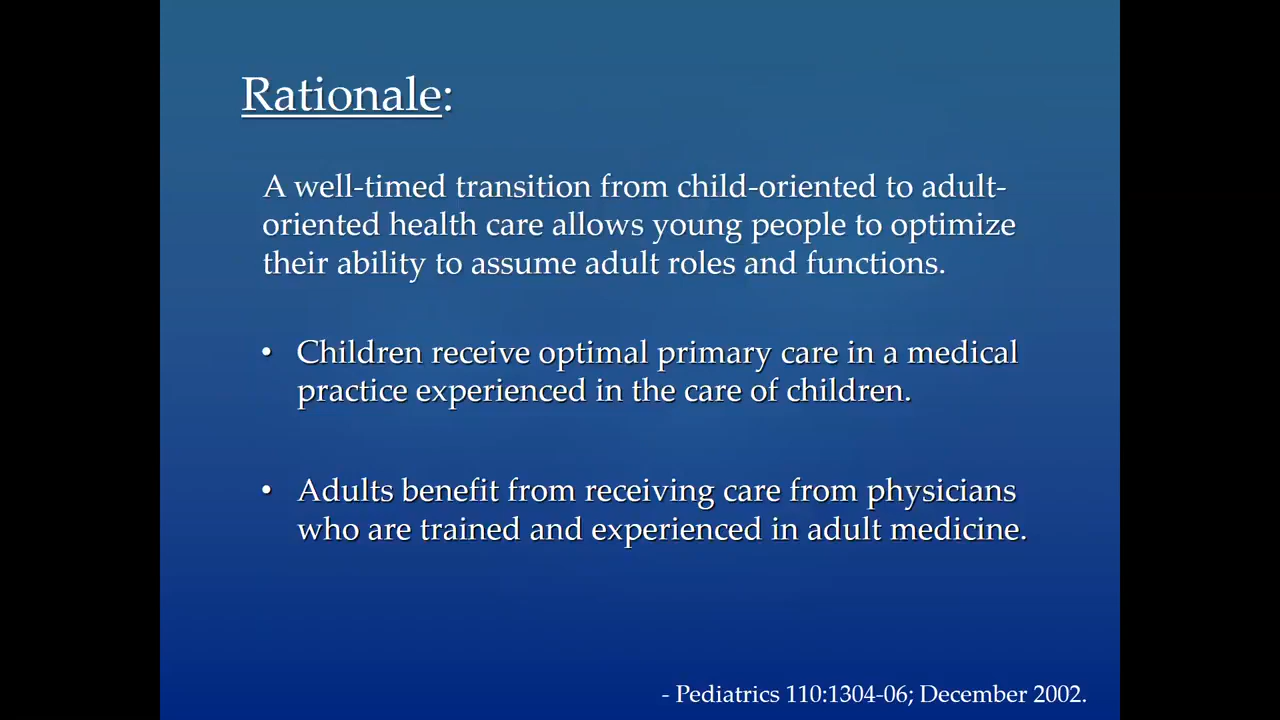 Rationale:
A well-timed transition from child-oriented to adult-
oriented health care allows young people to optimize
their ability to assume adult roles and functions.
• Children receive optimal primary care in a medical
practice experienced in the care of children.
• Adults benefit from receiving care from physicians
who are trained and experienced in adult medicine.
- Pediatrics 110:1304-06; December 2002.